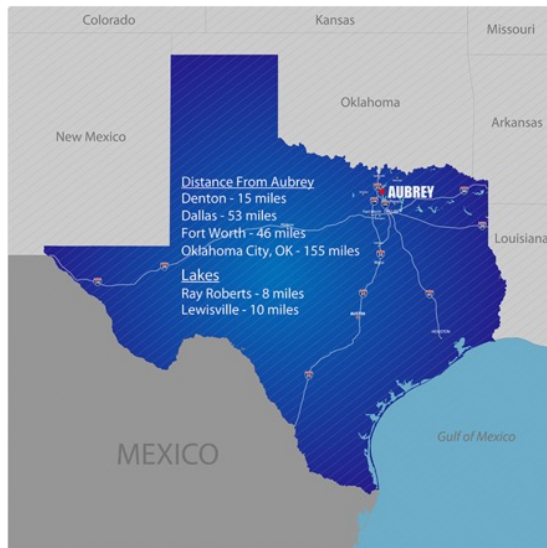 Colorado
Kansas
Missouri
New Mexico
Oklahoma
Arkansas
Louisiana
AUBREY
Distance From Aubrey
Denton - 15 miles
Dallas - 53 miles
Fort Worth - 46 miles
Oklahoma City, OK - 155 miles
Lakes
Ray Roberts - 8 miles
Lewisville - 10 miles
AUSTIN
HOUSTON
Gulf of Mexico
MEXICO